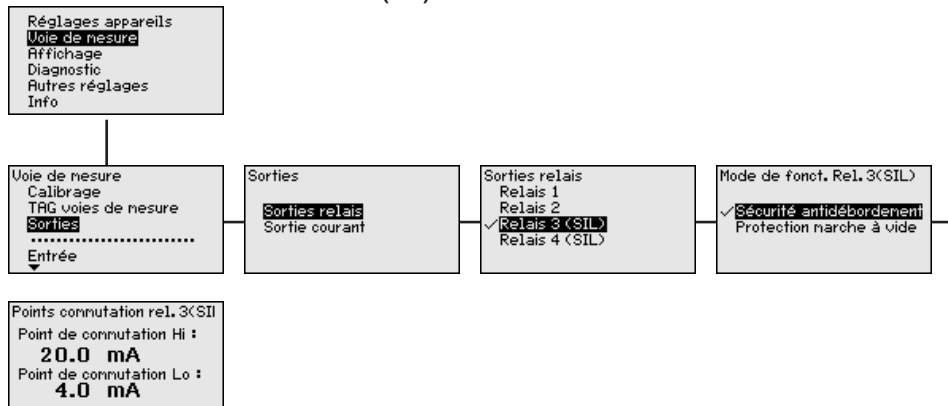 Réglages appareils
Voie de mesure
Affichage
Diagnostic
Autres réglages
Info
Voie de mesure
Calibrage
TAG voies de mesure
Sorties
Entrée
Sorties
Sorties relais
Sortie courant
Sorties relais
Relais 1
Relais 2
Relais 3 (SIL)
Relais 4 (SIL)
Mode de fonct. Rel. 3(SIL)
Sécurité antidébordement
Protection marche à vide
Points commutation rel. 3(SIL
Point de commutation Hi :
20.0 mA
Point de commutation Lo :
4.0 mA